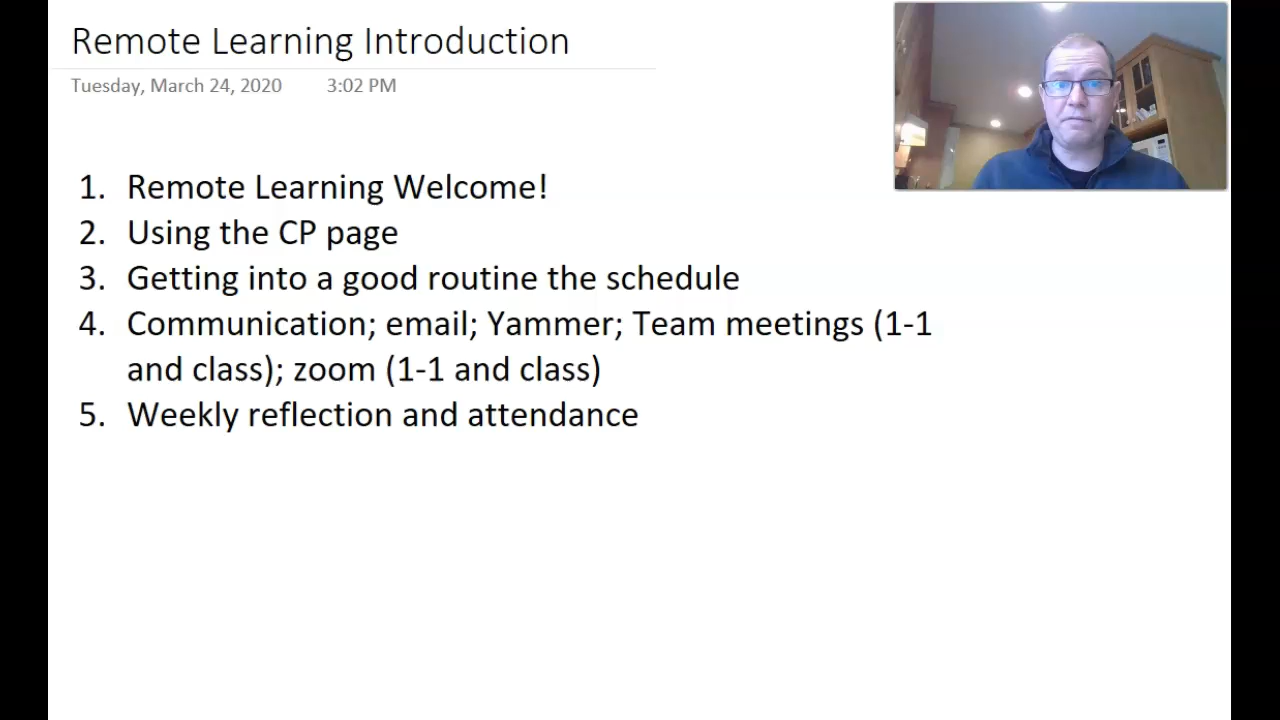 Remote Learning Introduction
Tuesday, March 24, 2020 3:02 PM
1. Remote Learning Welcome!
2. Using the CP page
3. Getting into a good routine the schedule
4. Communication; email; Yammer; Team meetings (1-1
and class); zoom (1-1 and class)
5. Weekly reflection and attendance